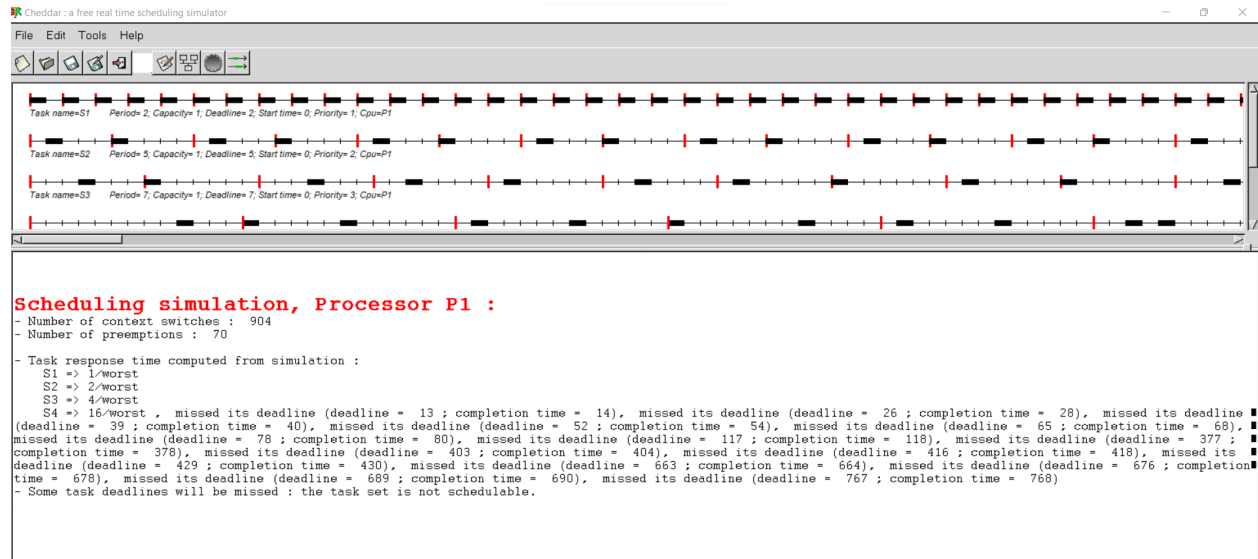 Cheddar : a free real time scheduling simulator
File Edit Tools Help
Task name=S1 Period= 2; Capacity= 1; Deadline= 2; Start time= 0; Priority= 1; Cpu=P1
Task name=S2 Period= 5; Capacity= 1; Deadline= 5; Start time= 0; Priority= 2; Cpu=P1
Task name=S3 Period= 7; Capacity= 1; Deadline= 7; Start time= 0; Priority= 3; Cpu=P1
Scheduling simulation, Processor P1 :
- Number of context switches : 904
- Number of preemptions : 70
- Task response time computed from simulation :
S1 => 1/worst
S2 => 2/worst
S3 => 4/worst
S4 => 16/worst , missed its deadline (deadline = 13 ; completion time = 14), missed its deadline (deadline = 26 ; completion time = 28), missed its deadline
(deadline = 39 ; completion time = 40), missed its deadline (deadline = 52 ; completion time = 54), missed its deadline (deadline = 65 ; completion time = 68),
missed its deadline (deadline = 78 ; completion time = 80), missed its deadline (deadline = 117 ; completion time = 118), missed its deadline (deadline = 377 ;
completion time = 378), missed its deadline (deadline = 403 ; completion time = 404), missed its deadline (deadline = 416 ; completion time = 418), missed its
deadline (deadline = 429 ; completion time = 430), missed its deadline (deadline = 663 ; completion time = 664), missed its deadline (deadline = 676 ; completion
time = 678), missed its deadline (deadline = 689 ; completion time = 690), missed its deadline (deadline = 767 ; completion time = 768)
- Some task deadlines will be missed : the task set is not schedulable.